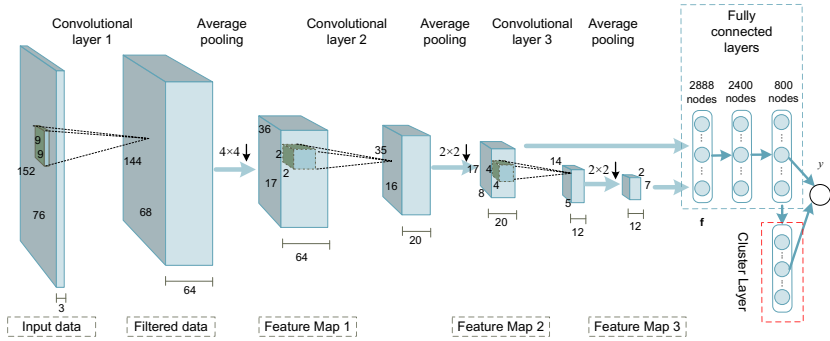 Convolutional layer 1
Average pooling
Convolutional layer 2
Average pooling
Convolutional layer 3
Average pooling
Fully connected layers
2888 nodes
2400 nodes
800 nodes
9
9
152
76
3
144
68
64
4×4
36
2
2
17
64
35
16
20
2×2
17
4
4
8
20
14
5
12
2×2
2
7
12
f
y
Cluster Layer
Input data
Filtered data
Feature Map 1
Feature Map 2
Feature Map 3